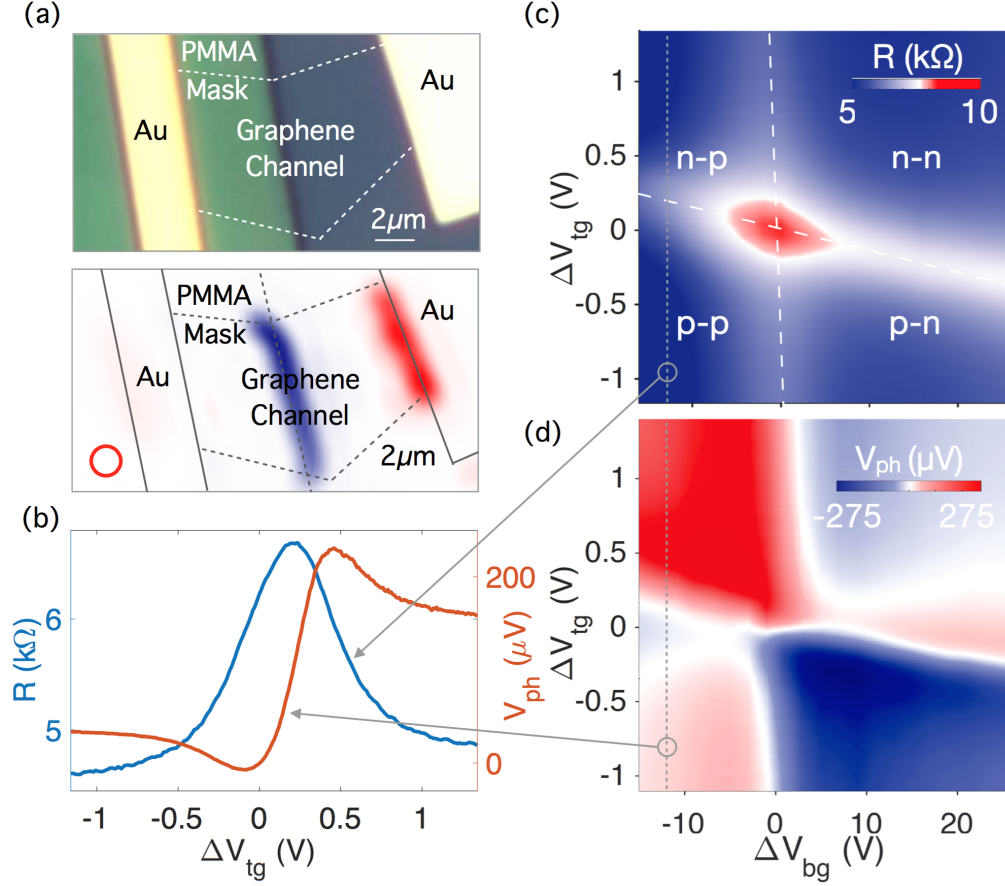 (a)
PMMA
Mask
Au
Au
Graphene
Channel
2μm
PMMA
Mask
Au
Au
Graphene
Channel
2μm
(b)
R (kΩ)
6
5
200
0
V_ph (μV)
-1
-0.5
0
0.5
1
ΔV_tg (V)
(c)
R (kΩ)
5
10
n-p
n-n
p-p
p-n
1
0.5
0
-0.5
-1
ΔV_tg (V)
(d)
V_ph (μV)
-275
275
1
0.5
0
-0.5
-1
ΔV_tg (V)
-10
0
10
20
ΔV_bg (V)